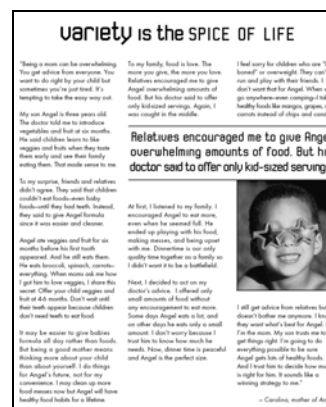 variety is the SPICE OF LIFE
"Being a mom can be overwhelming.
You get advice from everyone. You
want to do right by your child but
sometimes you're just tired. It's
tempting to take the easy way out.
My son Angel is three years old.
The doctor told me to introduce
vegetables and fruit at six months.
He said children learn to like
veggies and fruits when they taste
them early and see their family
eating them. That made sense to me.
To my surprise, friends and relatives
didn't agree. They said that children
couldn't eat foods–even baby
foods–until they had teeth. Instead,
they said to give Angel formula
since it was easier and cleaner.
Angel ate veggies and fruit for six
months before his first tooth
appeared. And he still eats them.
He eats broccoli, spinach, carrots–
everything. When moms ask me how
I got him to love veggies, I share this
secret: Offer your child veggies and
fruit at 4-6 months. Don't wait until
their teeth appear because children
don't need teeth to eat food.
It may be easier to give babies
formula all day rather than foods.
But being a good mother means
thinking more about your child
than about yourself. I do things
for Angel's future, not for my
convenience. I may clean up more
food messes now but Angel will have
healthy food habits for a lifetime.
To my family, food is love. The
more you give, the more you love.
Relatives encouraged me to give
Angel overwhelming amounts of
food. But his doctor said to offer
only kid-sized servings. Again, I
was caught in the middle.
Relatives encouraged me to give Ange
overwhelming amounts of food. But hi
doctor said to offer only kid-sized serving
At first, I listened to my family. I
encouraged Angel to eat more,
even when he seemed full. He
ended up playing with his food,
making messes, and being upset
with me. Dinnertime is our only
quality time together as a family so
I didn't want it to be a battlefield.
Next, I decided to act on my
doctor's advice. I offered only
small amounts of food without
any encouragement to eat more.
Some days Angel eats a lot, and
on other days he eats only a small
amount. I don't worry because I
trust him to know how much he
needs. Now, dinner time is peaceful
and Angel is the perfect size.
I feel sorry for children who are "b
boned" or overweight. They can't
run and play with their friends. I
don't want that for Angel. When w
go anywhere–even camping–I tak
healthy foods like mangos, grapes,
carrots instead of chips and cand
I still get advice from relatives but
doesn't bother me anymore. I kno
they want what's best for Angel. B
I'm the mom. My son trusts me to
get things right. I'm going to do
everything possible to be sure
Angel gets lots of healthy foods.
And I trust him to decide how mu
is right for him. It sounds like a
winning strategy to me."
– Carolina, mother of An